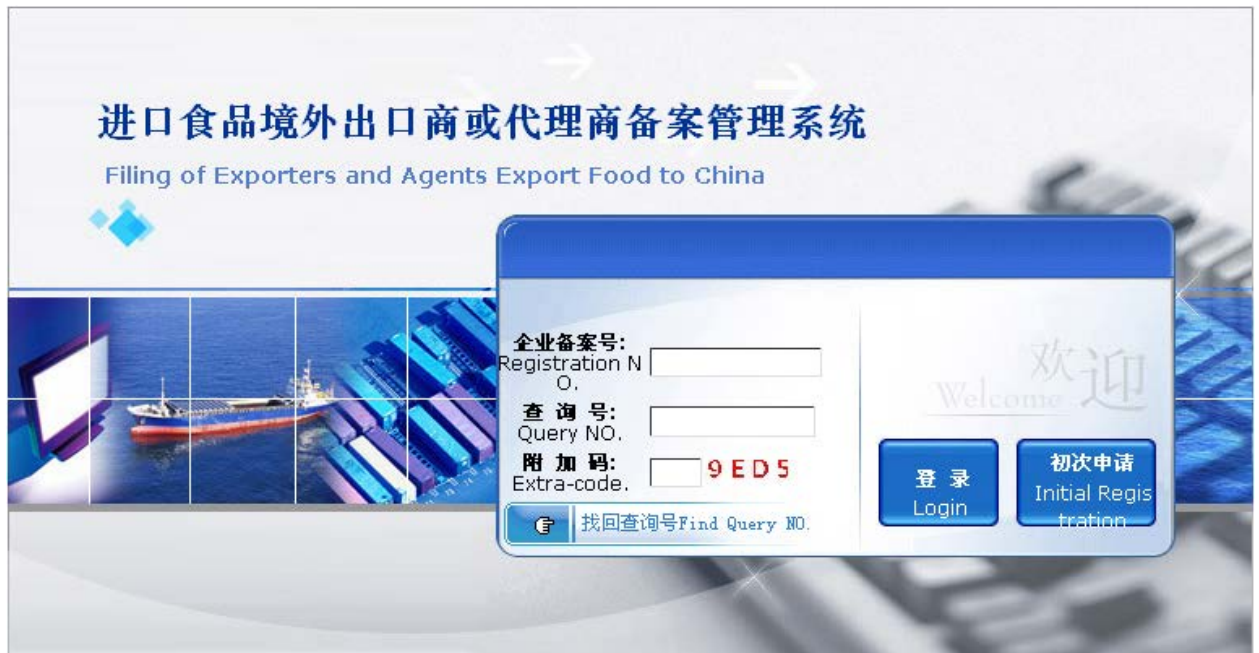 进口食品境外出口商或代理商备案管理系统
Filing of Exporters and Agents Export Food to China
企业备案号:
Registration N
O.
查 询 号:
Query NO.
附 加 码:
Extra-code.
9ED5
找回查询号Find Query NO.
欢迎
Welcome
登 录
Login
初次申请
Initial Regis
tration